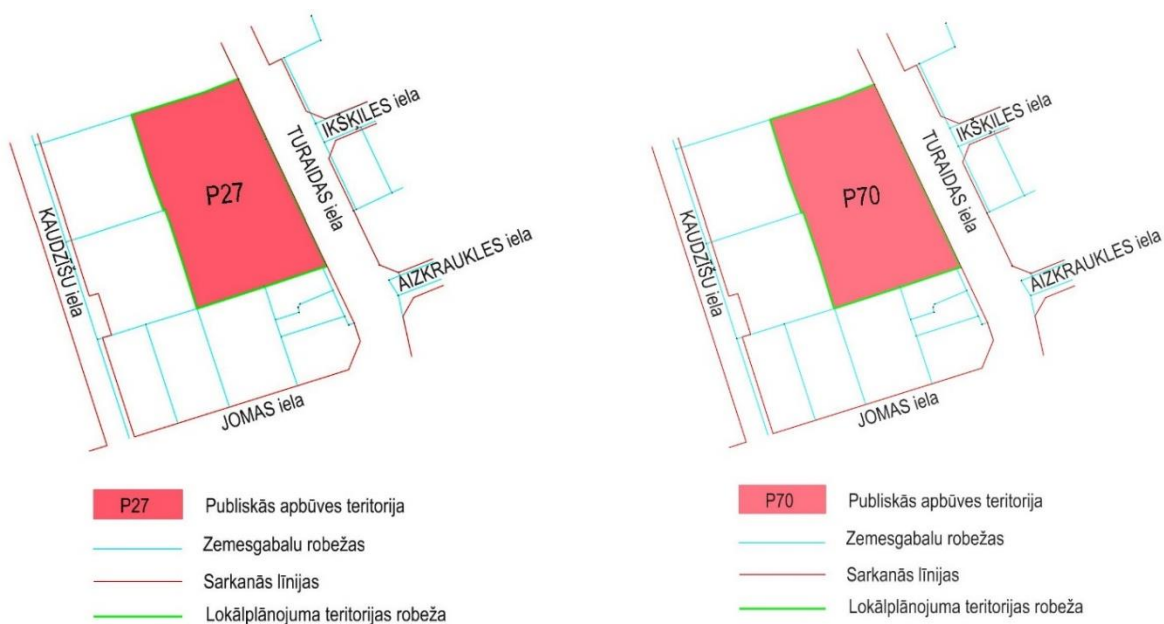 IKŠĶILES iela
TURAIDAS iela
P27
KAUDZĪŠU iela
AIZKRAUKLES iela
JOMAS iela
P27 Publiskās apbūves teritorija
Zemesgabalu robežas
Sarkanās līnijas
Lokālplānojuma teritorijas robeža
IKŠĶILES iela
TURAIDAS iela
P70
KAUDZĪŠU iela
AIZKRAUKLES iela
JOMAS iela
P70 Publiskās apbūves teritorija
Zemesgabalu robežas
Sarkanās līnijas
Lokālplānojuma teritorijas robeža